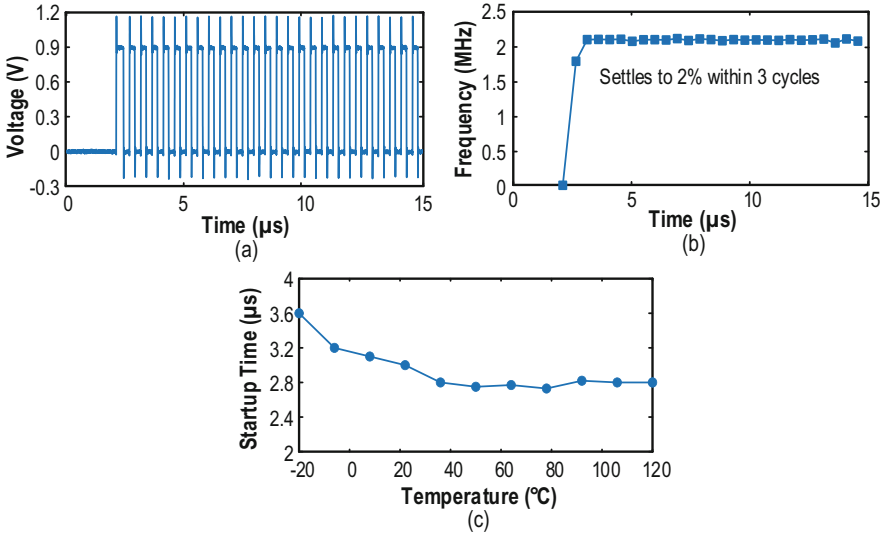 1.2
0.9
0.6
0.3
0
-0.3
Voltage (V)
0 5 10 15
Time (µs)
(a)
2.5
2
1.5
1
0.5
0
Frequency (MHz)
Settles to 2% within 3 cycles
0 5 10 15
Time (µs)
(b)
4
3.6
3.2
2.8
2.4
2
Startup Time (µs)
-20 0 20 40 60 80 100 120
Temperature (°C)
(c)